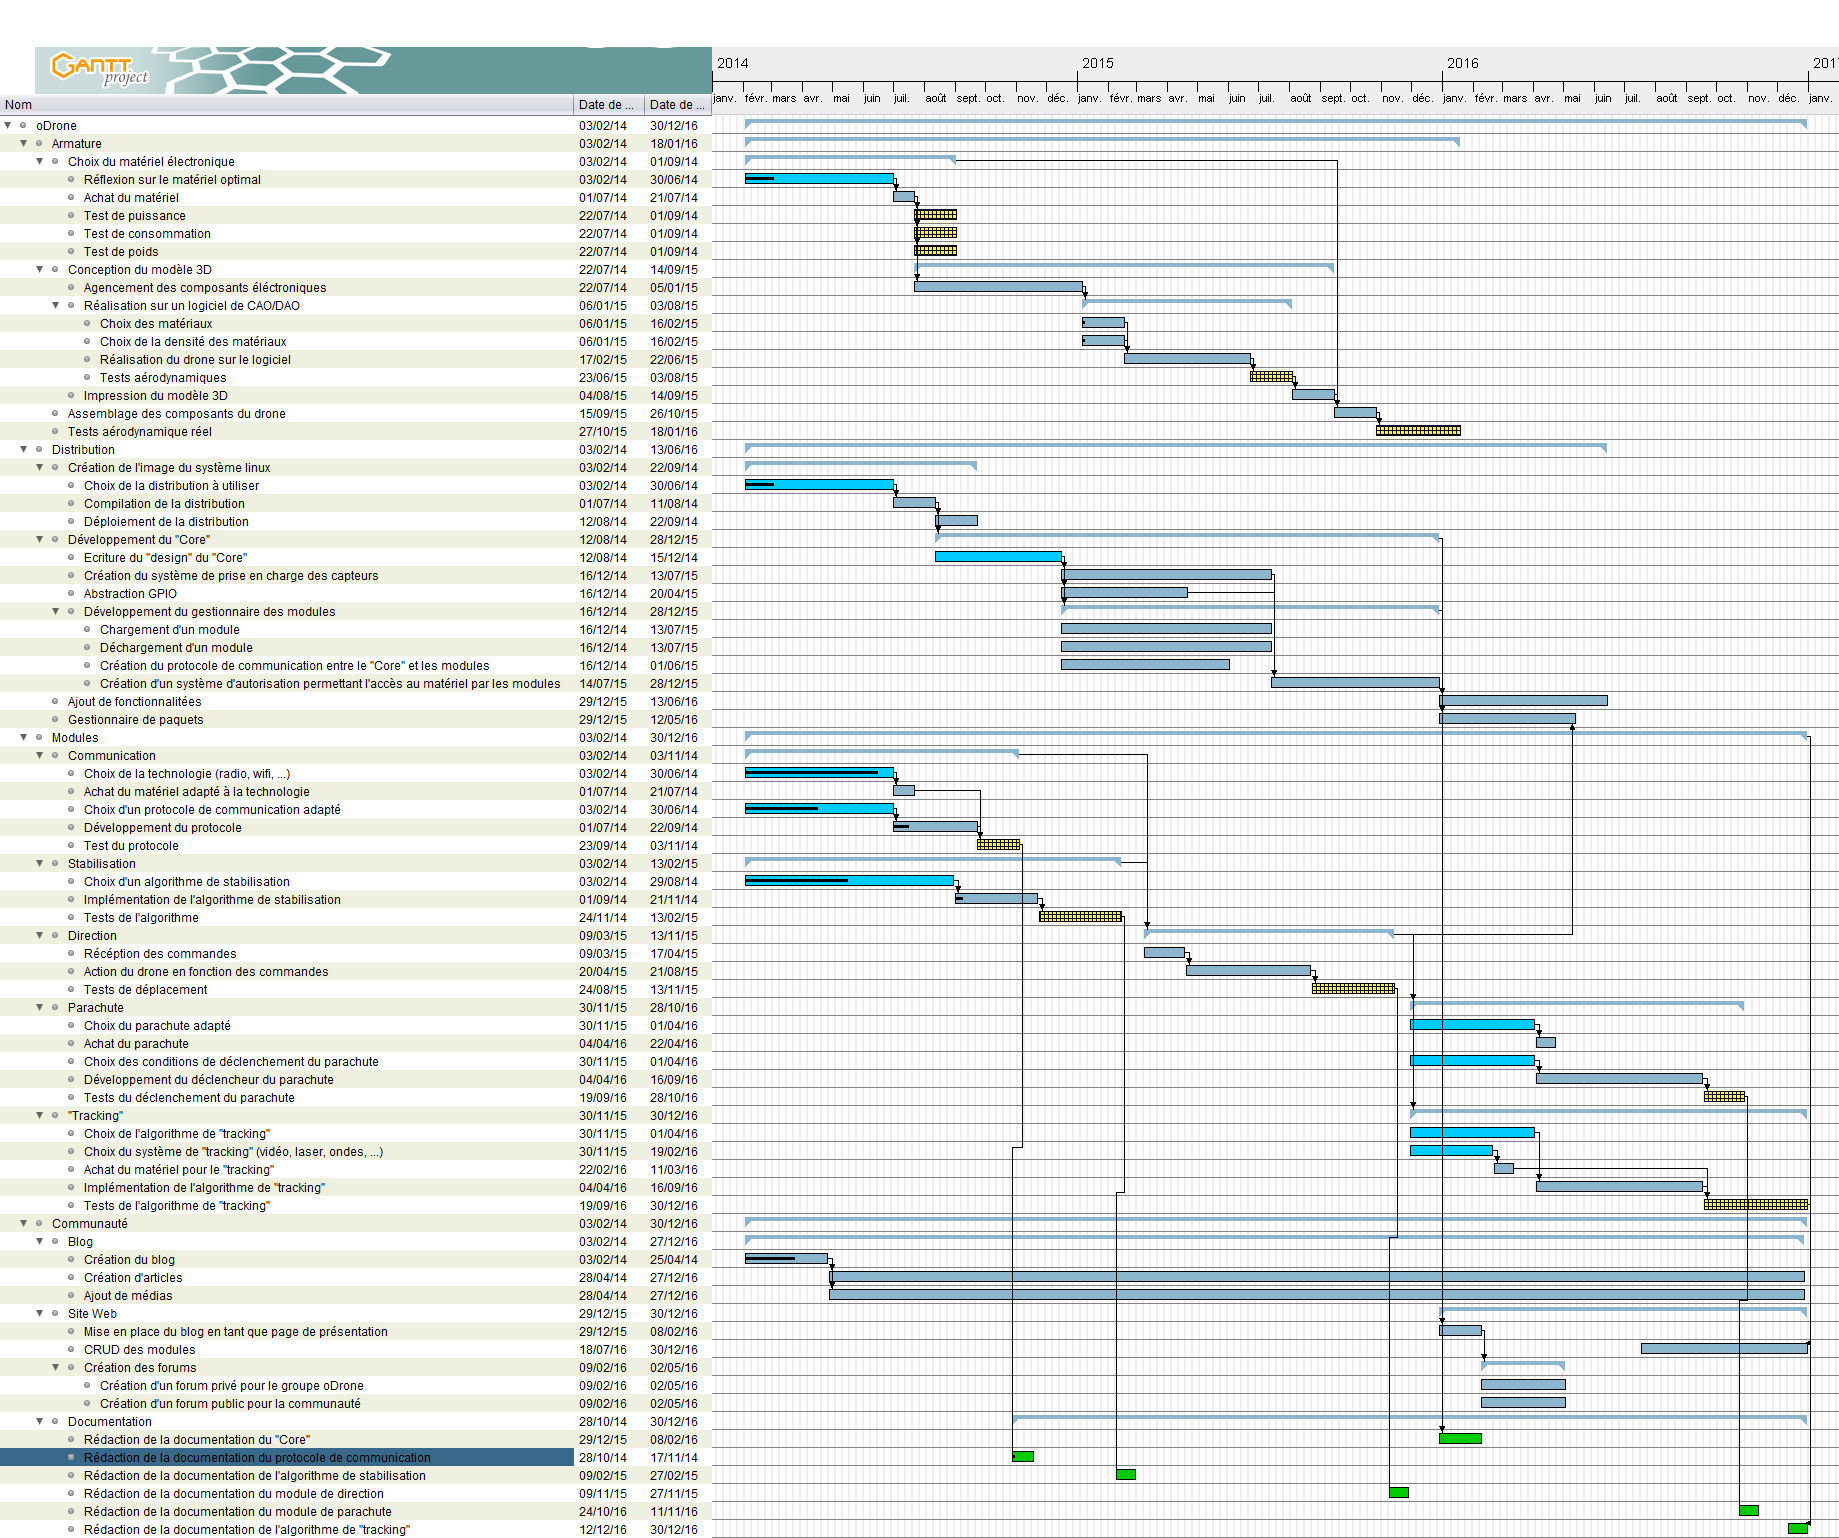 GANTT project
2014 2015 2016 201
Nom Date de ... Date de ... janv. févr. mars avr. mai juin juil. août sept. oct. nov. déc. janv. févr. mars avr. mai juin juil. août sept. oct. nov. déc. janv. févr. mars avr. mai juin juil. août sept. oct. nov. déc. janv.
oDrone 03/02/14 30/12/16
Armature 03/02/14 18/01/16
Choix du matériel électronique 03/02/14 01/09/14
Réflexion sur le matériel optimal 03/02/14 30/06/14
Achat du matériel 01/07/14 21/07/14
Test de puissance 22/07/14 01/09/14
Test de consommation 22/07/14 01/09/14
Test de poids 22/07/14 01/09/14
Conception du modèle 3D 22/07/14 14/09/15
Agencement des composants éléctroniques 22/07/14 05/01/15
Réalisation sur un logiciel de CAO/DAO 06/01/15 03/08/15
Choix des matériaux 06/01/15 16/02/15
Choix de la densité des matériaux 06/01/15 16/02/15
Réalisation du drone sur le logiciel 17/02/15 22/06/15
Tests aérodynamiques 23/06/15 03/08/15
Impression du modèle 3D 04/08/15 14/09/15
Assemblage des composants du drone 15/09/15 26/10/15
Tests aérodynamique réel 27/10/15 18/01/16
Distribution 03/02/14 13/06/16
Création de l'image du système linux 03/02/14 22/09/14
Choix de la distribution à utiliser 03/02/14 30/06/14
Compilation de la distribution 01/07/14 11/08/14
Déploiement de la distribution 12/08/14 22/09/14
Développement du "Core" 12/08/14 28/12/15
Ecriture du "design" du "Core" 12/08/14 15/12/14
Création du système de prise en charge des capteurs 16/12/14 13/07/15
Abstraction GPIO 16/12/14 20/04/15
Développement du gestionnaire des modules 16/12/14 28/12/15
Chargement d'un module 16/12/14 13/07/15
Déchargement d'un module 16/12/14 13/07/15
Création du protocole de communication entre le "Core" et les modules 16/12/14 01/06/15
Création d'un système d'autorisation permettant l'accès au matériel par les modules 14/07/15 28/12/15
Ajout de fonctionnalitées 29/12/15 13/06/16
Gestionnaire de paquets 29/12/15 12/05/16
Modules 03/02/14 30/12/16
Communication 03/02/14 03/11/14
Choix de la technologie (radio, wifi, ...) 03/02/14 30/06/14
Achat du matériel adapté à la technologie 01/07/14 21/07/14
Choix d'un protocole de communication adapté 03/02/14 30/06/14
Développement du protocole 01/07/14 22/09/14
Test du protocole 23/09/14 03/11/14
Stabilisation 03/02/14 13/02/15
Choix d'un algorithme de stabilisation 03/02/14 29/08/14
Implémentation de l'algorithme de stabilisation 01/09/14 21/11/14
Tests de l'algorithme 24/11/14 13/02/15
Direction 09/03/15 13/11/15
Récéption des commandes 09/03/15 17/04/15
Action du drone en fonction des commandes 20/04/15 21/08/15
Tests de déplacement 24/08/15 13/11/15
Parachute 30/11/15 28/10/16
Choix du parachute adapté 30/11/15 01/04/16
Achat du parachute 04/04/16 22/04/16
Choix des conditions de déclenchement du parachute 30/11/15 01/04/16
Développement du déclencheur du parachute 04/04/16 16/09/16
Tests du déclenchement du parachute 19/09/16 28/10/16
"Tracking" 30/11/15 30/12/16
Choix de l'algorithme de "tracking" 30/11/15 01/04/16
Choix du système de "tracking" (vidéo, laser, ondes, ...) 30/11/15 19/02/16
Achat du matériel pour le "tracking" 22/02/16 11/03/16
Implémentation de l'algorithme de "tracking" 04/04/16 16/09/16
Tests de l'algorithme de "tracking" 19/09/16 30/12/16
Communauté 03/02/14 30/12/16
Blog 03/02/14 27/12/16
Création du blog 03/02/14 25/04/14
Création d'articles 28/04/14 27/12/16
Ajout de médias 28/04/14 27/12/16
Site Web 29/12/15 30/12/16
Mise en place du blog en tant que page de présentation 29/12/15 08/02/16
CRUD des modules 18/07/16 30/12/16
Création des forums 09/02/16 02/05/16
Création d'un forum privé pour le groupe oDrone 09/02/16 02/05/16
Création d'un forum public pour la communauté 09/02/16 02/05/16
Documentation 28/10/14 30/12/16
Rédaction de la documentation du "Core" 29/12/15 08/02/16
Rédaction de la documentation du protocole de communication 28/10/14 17/11/14
Rédaction de la documentation de l'algorithme de stabilisation 09/02/15 27/02/15
Rédaction de la documentation du module de direction 09/11/15 27/11/15
Rédaction de la documentation du module de parachute 24/10/16 11/11/16
Rédaction de la documentation de l'algorithme de "tracking" 12/12/16 30/12/16